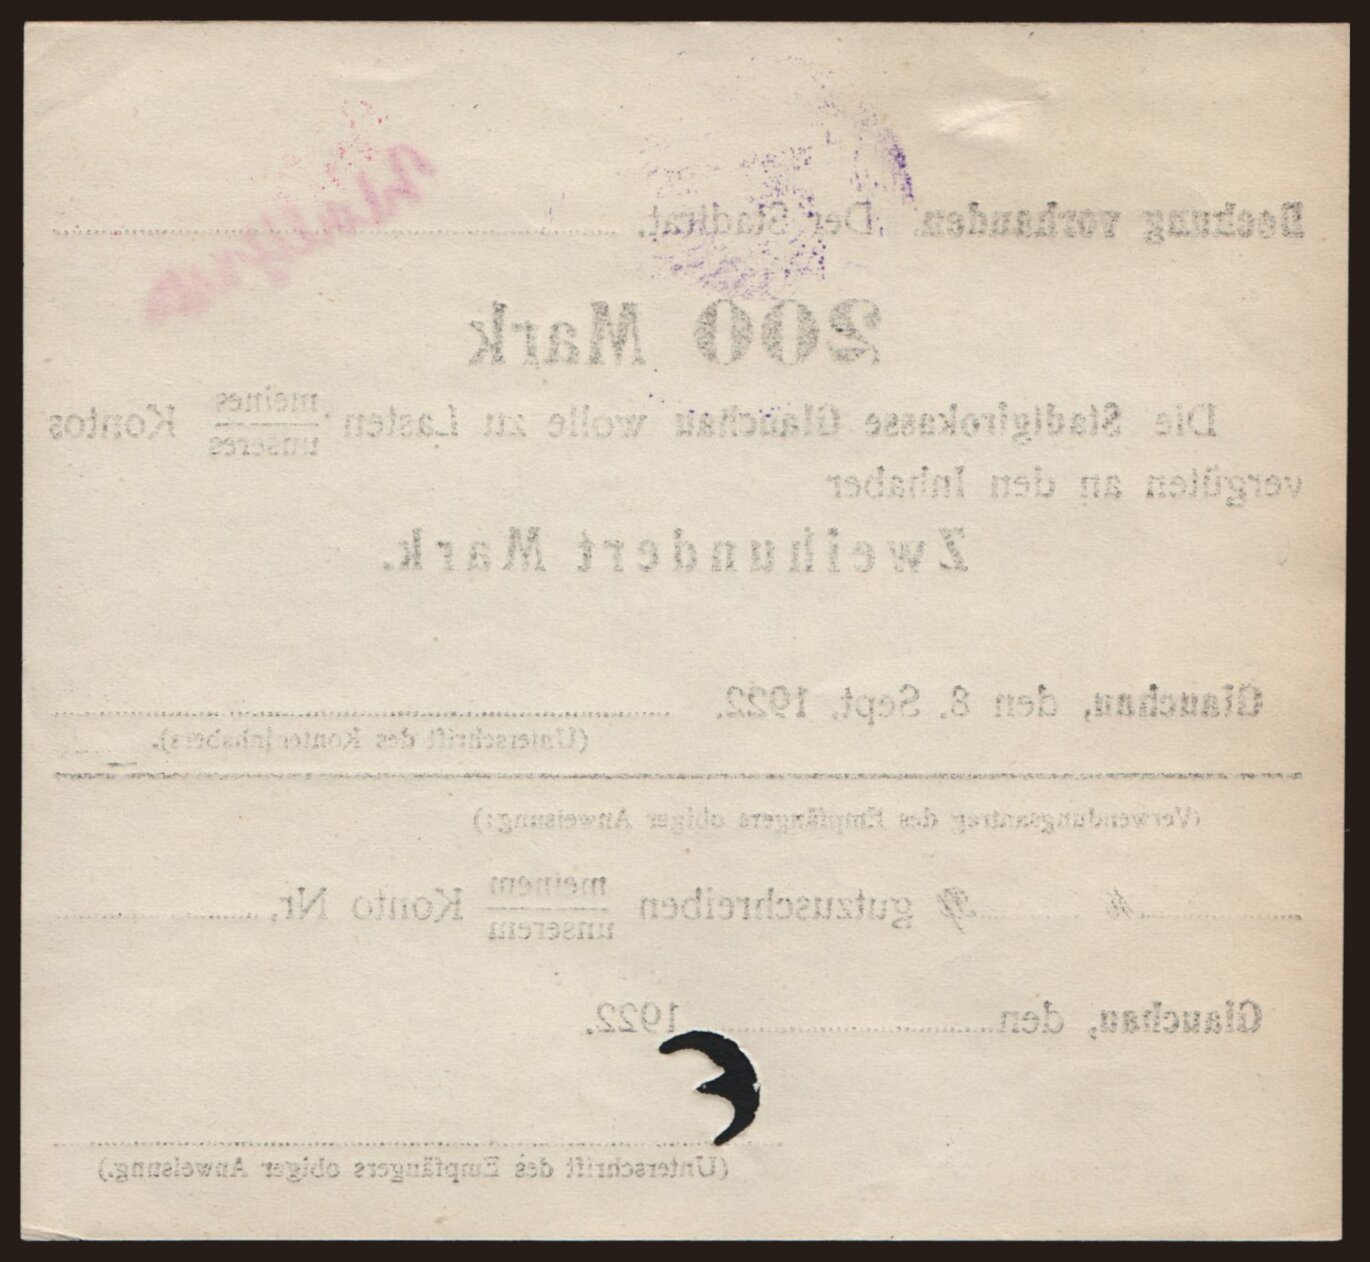 Deckung vorhanden. Der Stadtrat.
200 Mark
Die Stadtgirokasse Glauchau wolle zu Lasten meines/unseres Kontos
vergüten an den Inhaber
Zweihundert Mark.
Glauchau, den 8. Sept. 1922.
(Unterschrift des Konteninhabers).
(Verwendungsantrag des Empfängers obiger Anweisung:)
ℳ ₰ gutzuschreiben meinem/unserem Konto Nr.
Glauchau, den 1922.
(Unterschrift des Empfängers obiger Anweisung.)